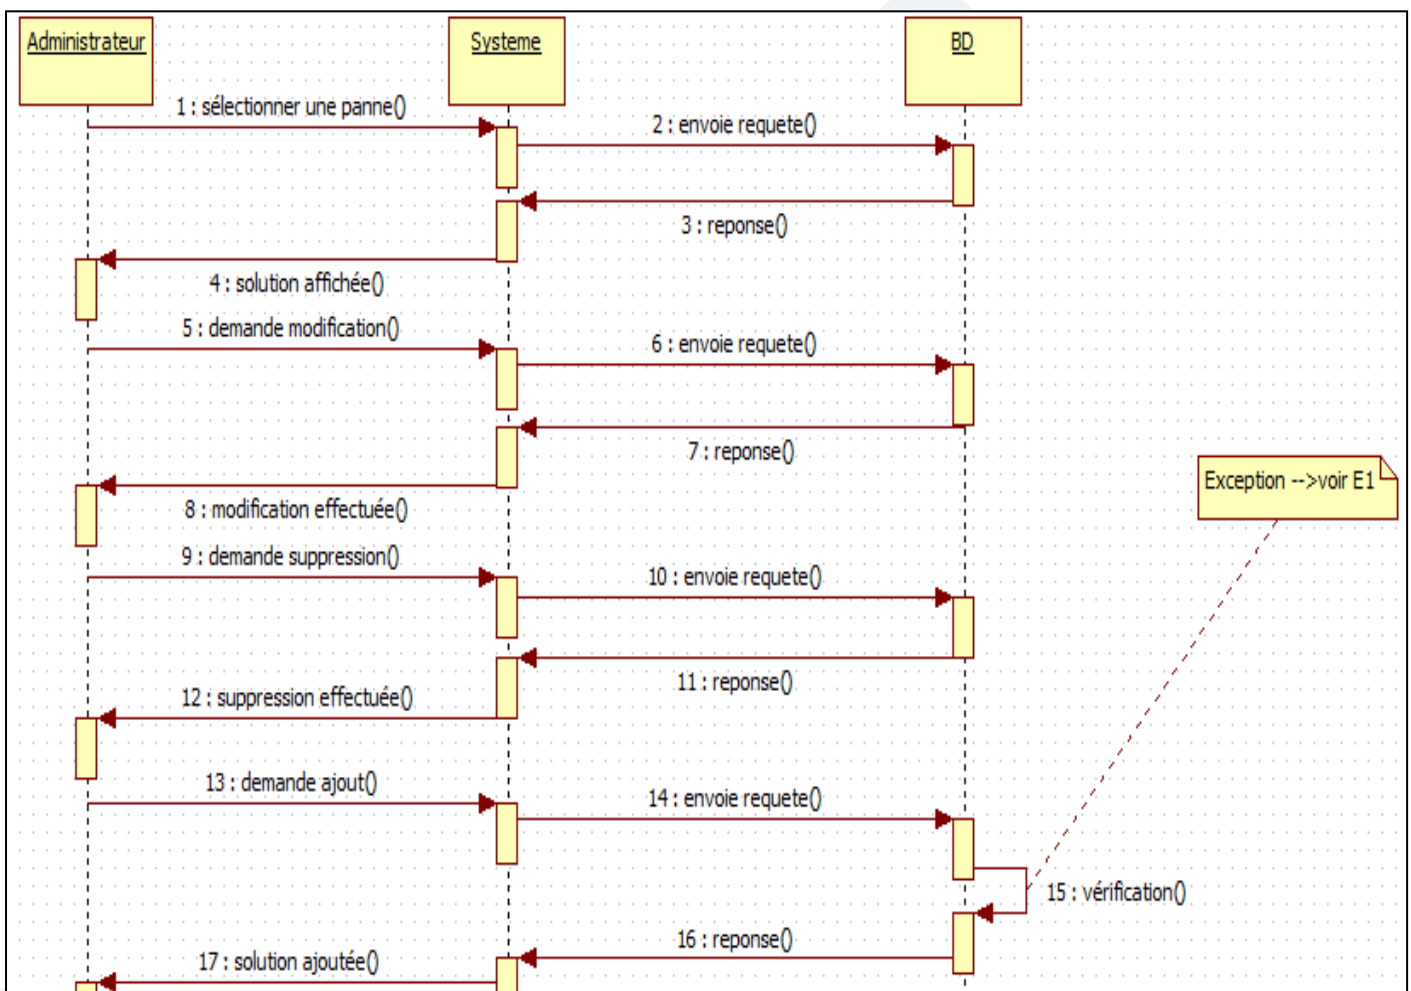 Administrateur
Systeme
BD
1 : sélectionner une panne()
2 : envoie requete()
3 : reponse()
4 : solution affichée()
5 : demande modification()
6 : envoie requete()
7 : reponse()
Exception -->voir E1
8 : modification effectuée()
9 : demande suppression()
10 : envoie requete()
11 : reponse()
12 : suppression effectuée()
13 : demande ajout()
14 : envoie requete()
15 : vérification()
16 : reponse()
17 : solution ajoutée()